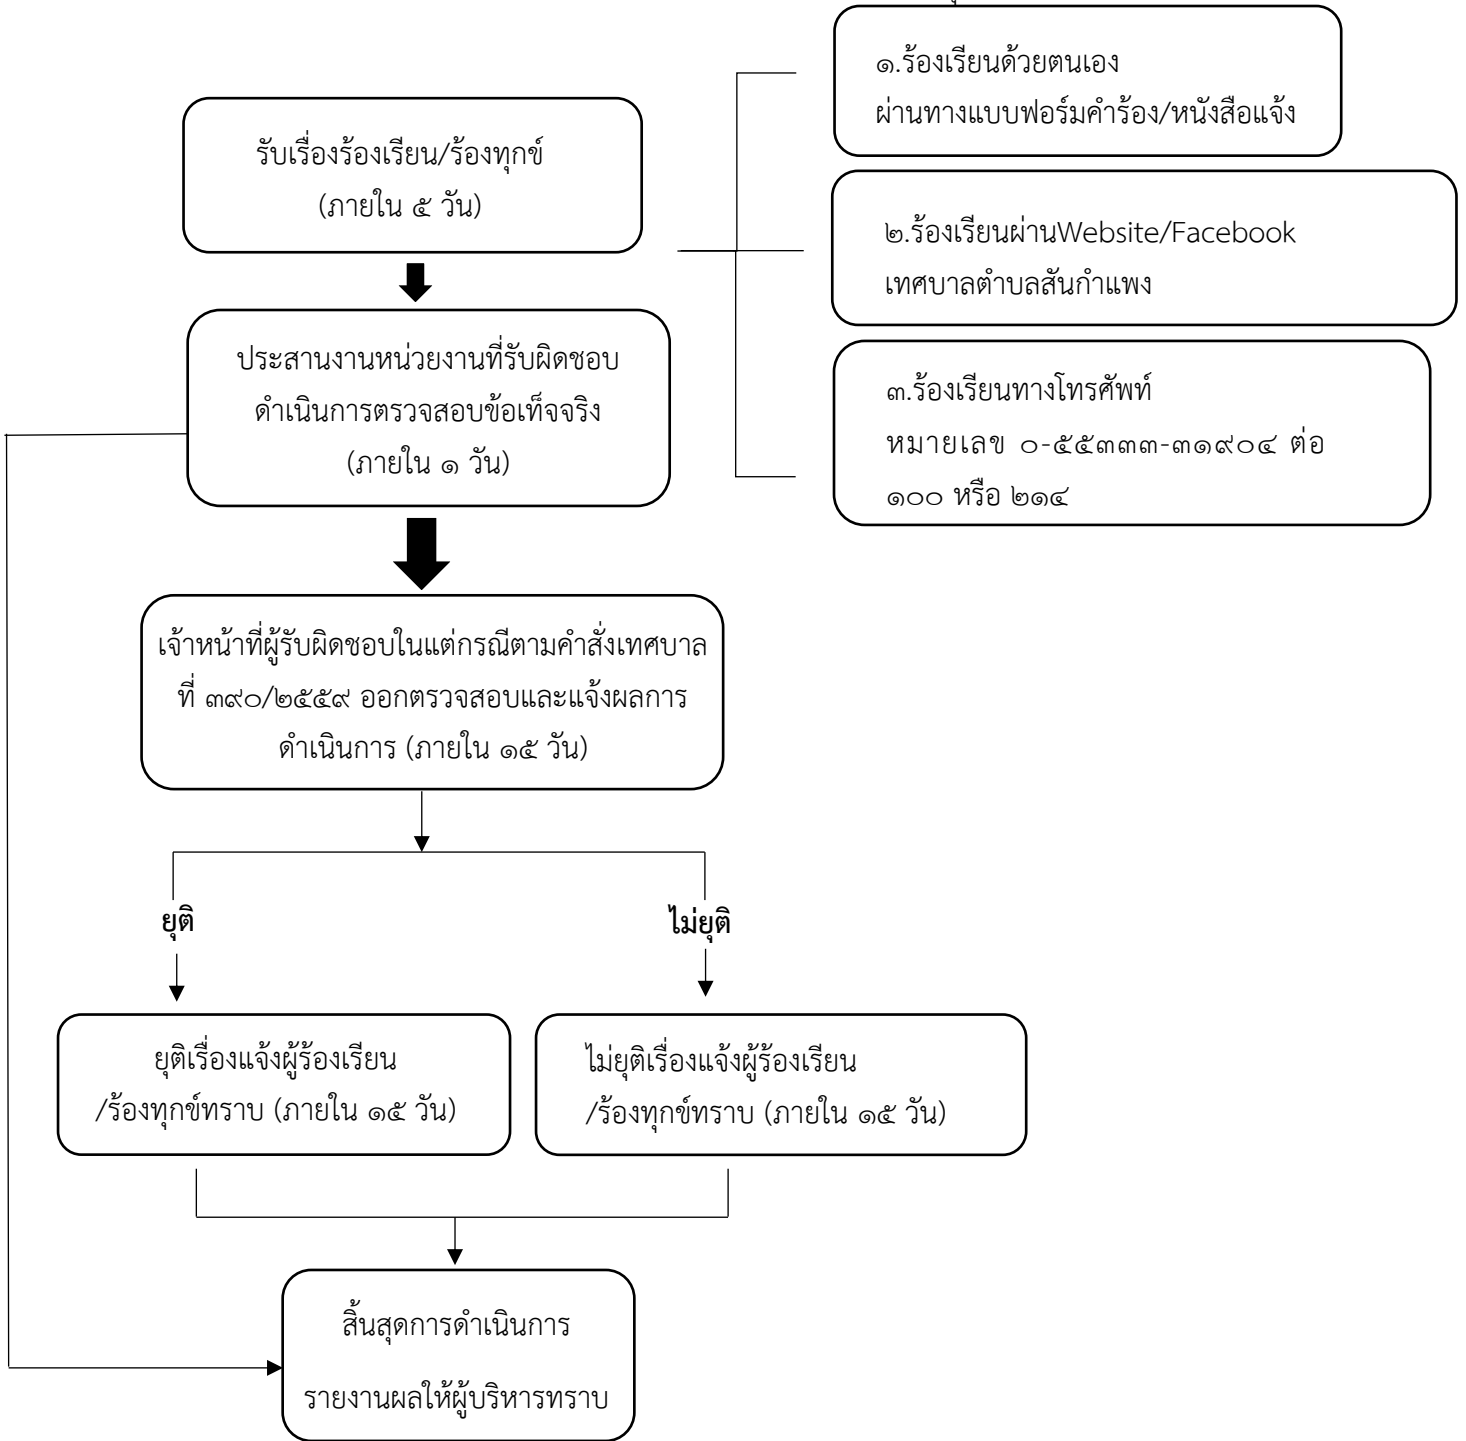 รับเรื่องร้องเรียน/ร้องทุกข์
(ภายใน ๕ วัน)
๑.ร้องเรียนด้วยตนเอง
ผ่านทางแบบฟอร์มคำร้อง/หนังสือแจ้ง
๒.ร้องเรียนผ่านWebsite/Facebook
เทศบาลตำบลสันกำแพง
๓.ร้องเรียนทางโทรศัพท์
หมายเลข ๐-๕๕๓๓๓-๓๑๙๐๔ ต่อ
๑๐๐ หรือ ๒๑๔
ประสานงานหน่วยงานที่รับผิดชอบ
ดำเนินการตรวจสอบข้อเท็จจริง
(ภายใน ๑ วัน)
เจ้าหน้าที่ผู้รับผิดชอบในแต่กรณีตามคำสั่งเทศบาล
ที่ ๓๙๐/๒๕๕๙ ออกตรวจสอบและแจ้งผลการ
ดำเนินการ (ภายใน ๑๕ วัน)
ยุติ
ไม่ยุติ
ยุติเรื่องแจ้งผู้ร้องเรียน
/ร้องทุกข์ทราบ (ภายใน ๑๕ วัน)
ไม่ยุติเรื่องแจ้งผู้ร้องเรียน
/ร้องทุกข์ทราบ (ภายใน ๑๕ วัน)
สิ้นสุดการดำเนินการ
รายงานผลให้ผู้บริหารทราบ